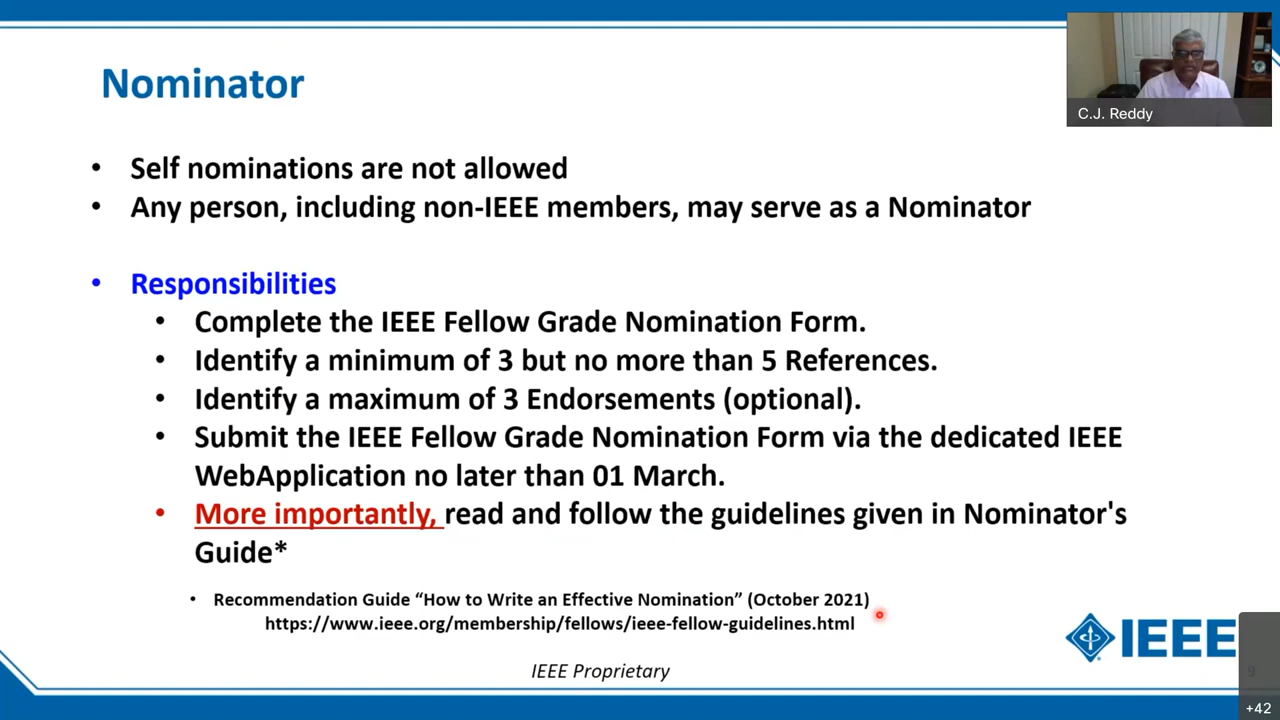 Nominator
C.J. Reddy
• Self nominations are not allowed
• Any person, including non-IEEE members, may serve as a Nominator
• Responsibilities
• Complete the IEEE Fellow Grade Nomination Form.
• Identify a minimum of 3 but no more than 5 References.
• Identify a maximum of 3 Endorsements (optional).
• Submit the IEEE Fellow Grade Nomination Form via the dedicated IEEE
WebApplication no later than 01 March.
• More importantly, read and follow the guidelines given in Nominator's
Guide*
• Recommendation Guide “How to Write an Effective Nomination” (October 2021)
https://www.ieee.org/membership/fellows/ieee-fellow-guidelines.html
IEEE
IEEE Proprietary
9
+42